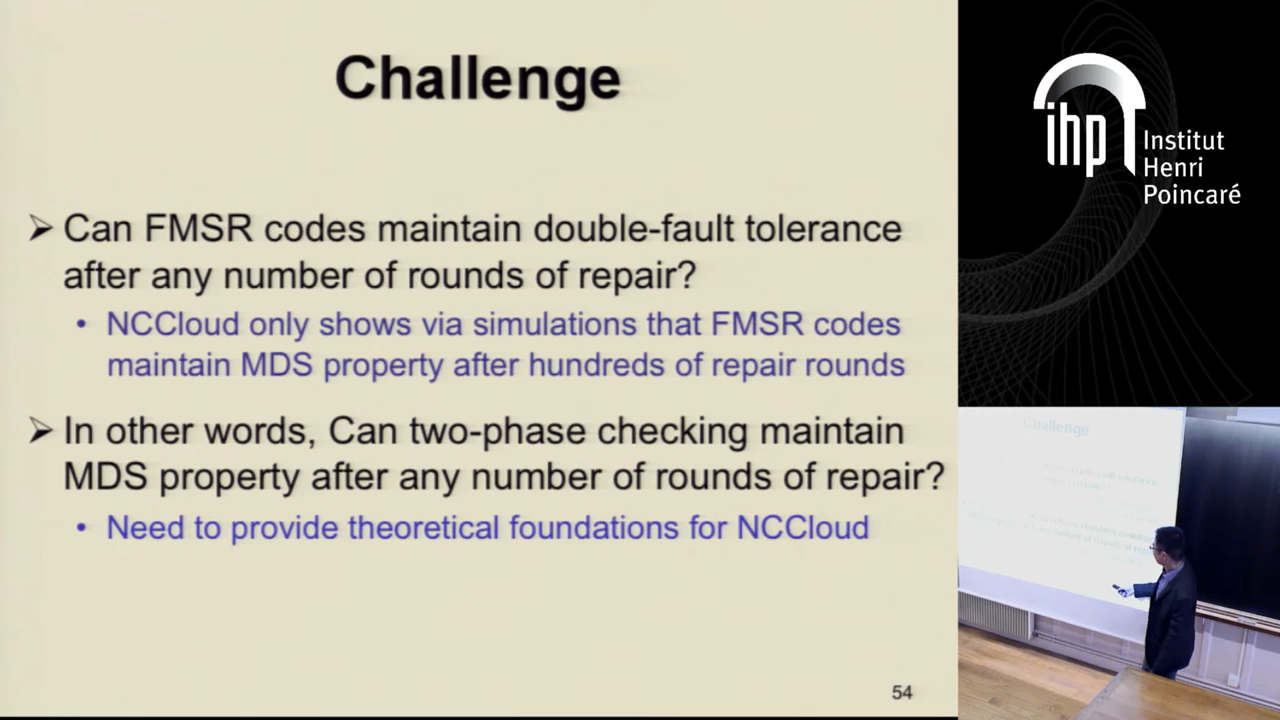 Challenge
➢ Can FMSR codes maintain double-fault tolerance
after any number of rounds of repair?
• NCCloud only shows via simulations that FMSR codes
maintain MDS property after hundreds of repair rounds
➢ In other words, Can two-phase checking maintain
MDS property after any number of rounds of repair?
• Need to provide theoretical foundations for NCCloud
54
ihp
Institut
Henri
Poincaré
Challenge